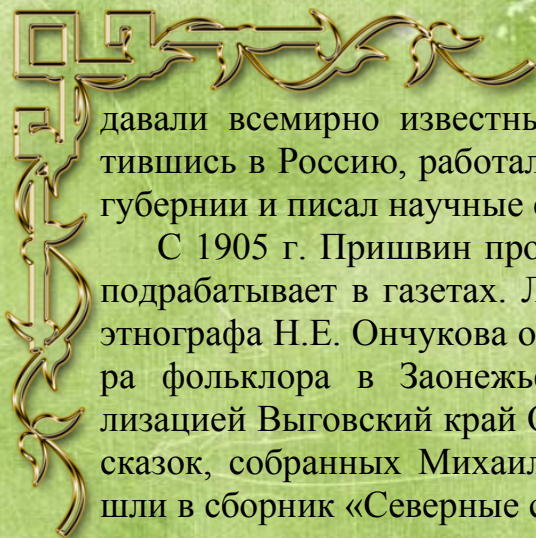 давали всемирно известны
тившись в Россию, работал
губернии и писал научные
С 1905 г. Пришвин про
подрабатывает в газетах. Л
этнографа Н.Е. Ончукова о
ра фольклора в Заонежье
лизацией Выговский край О
сказок, собранных Михаил
шли в сборник «Северные с